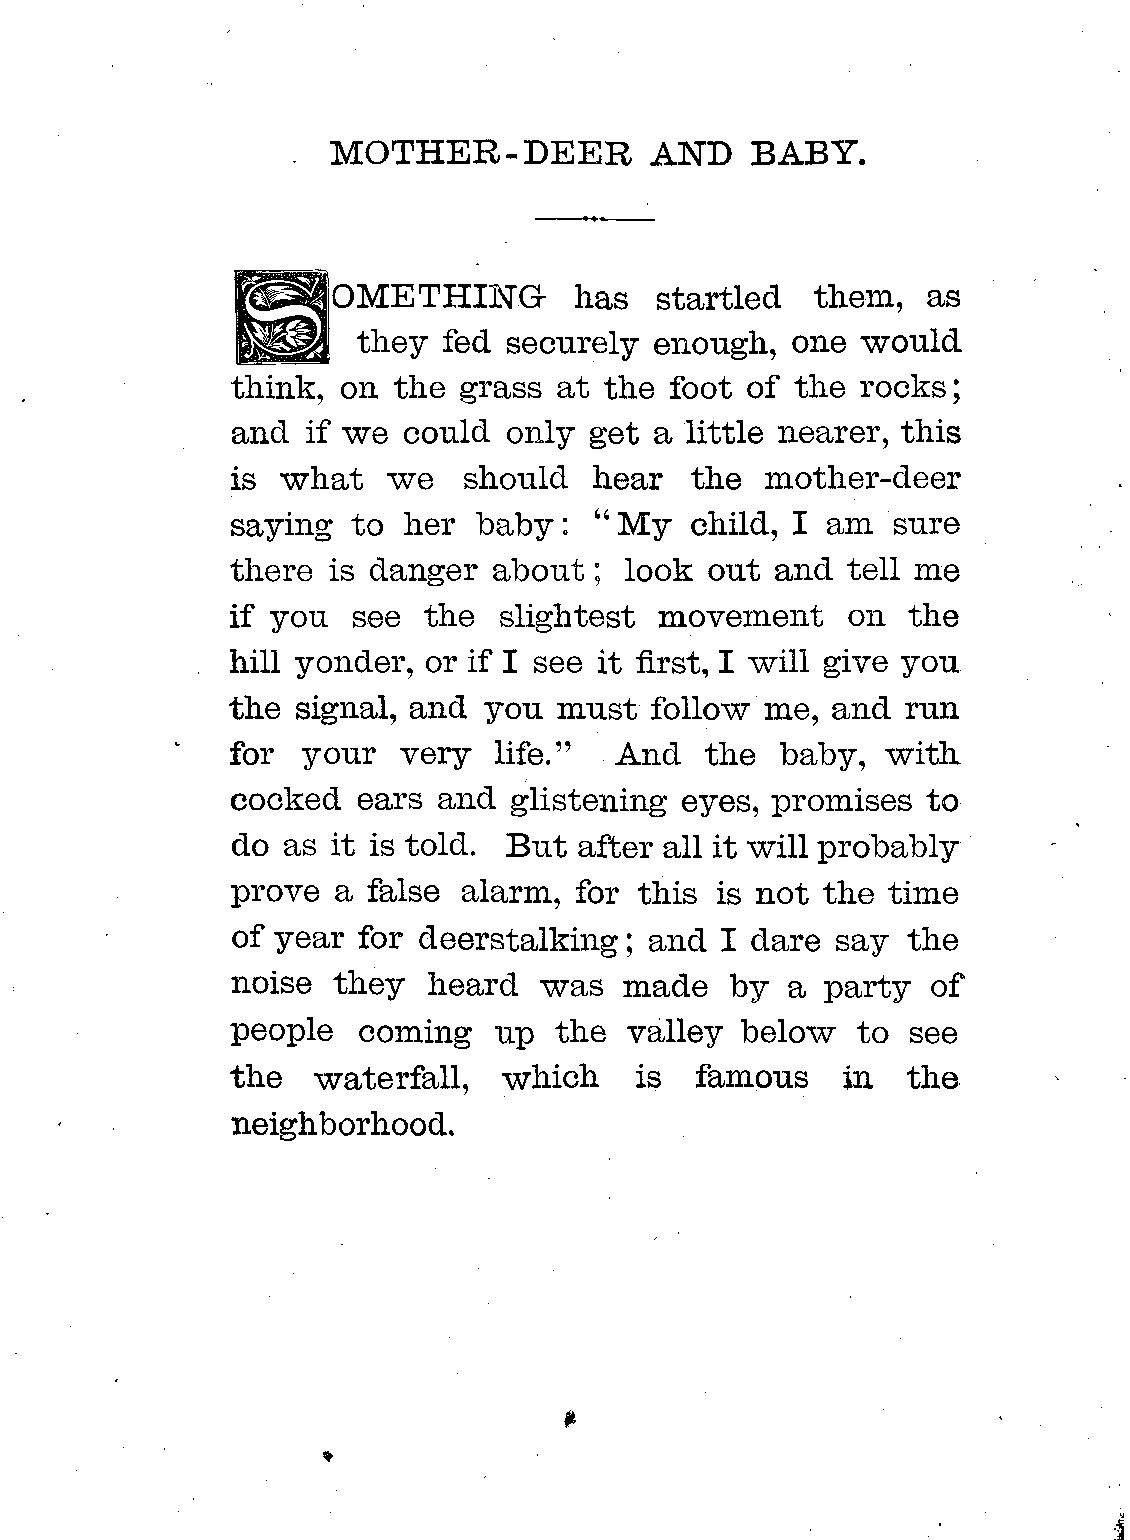 MOTHER-DEER AND BABY.
SOMETHING has startled them, as
they fed securely enough, one would
think, on the grass at the foot of the rocks;
and if we could only get a little nearer, this
is what we should hear the mother-deer
saying to her baby: “My child, I am sure
there is danger about; look out and tell me
if you see the slightest movement on the
hill yonder, or if I see it first, I will give you
the signal, and you must follow me, and run
for your very life.” And the baby, with
cocked ears and glistening eyes, promises to
do as it is told. But after all it will probably
prove a false alarm, for this is not the time
of year for deerstalking; and I dare say the
noise they heard was made by a party of
people coming up the valley below to see
the waterfall, which is famous in the
neighborhood.